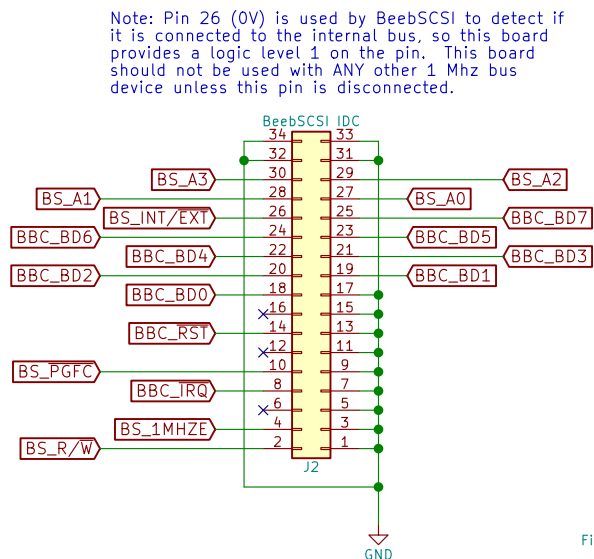 Note: Pin 26 (0V) is used by BeebSCSI to detect if
it is connected to the internal bus, so this board
provides a logic level 1 on the pin. This board
should not be used with ANY other 1 Mhz bus
device unless this pin is disconnected.
BeebSCSI IDC
34 33
32 31
BS_A3 30 29 BS_A2
BS_A1 28 27 BS_A0
BS_INT/EXT 26 25 BBC_BD7
BBC_BD6 24 23 BBC_BD5
BBC_BD4 22 21 BBC_BD3
BBC_BD2 20 19 BBC_BD1
BBC_BD0 18 17
16 15
BBC_RST 14 13
12 11
BS_PGFC 10 9
BBC_IRQ 8 7
6 5
BS_1MHZE 4 3
BS_R/W 2 1
J2
GND
Fi